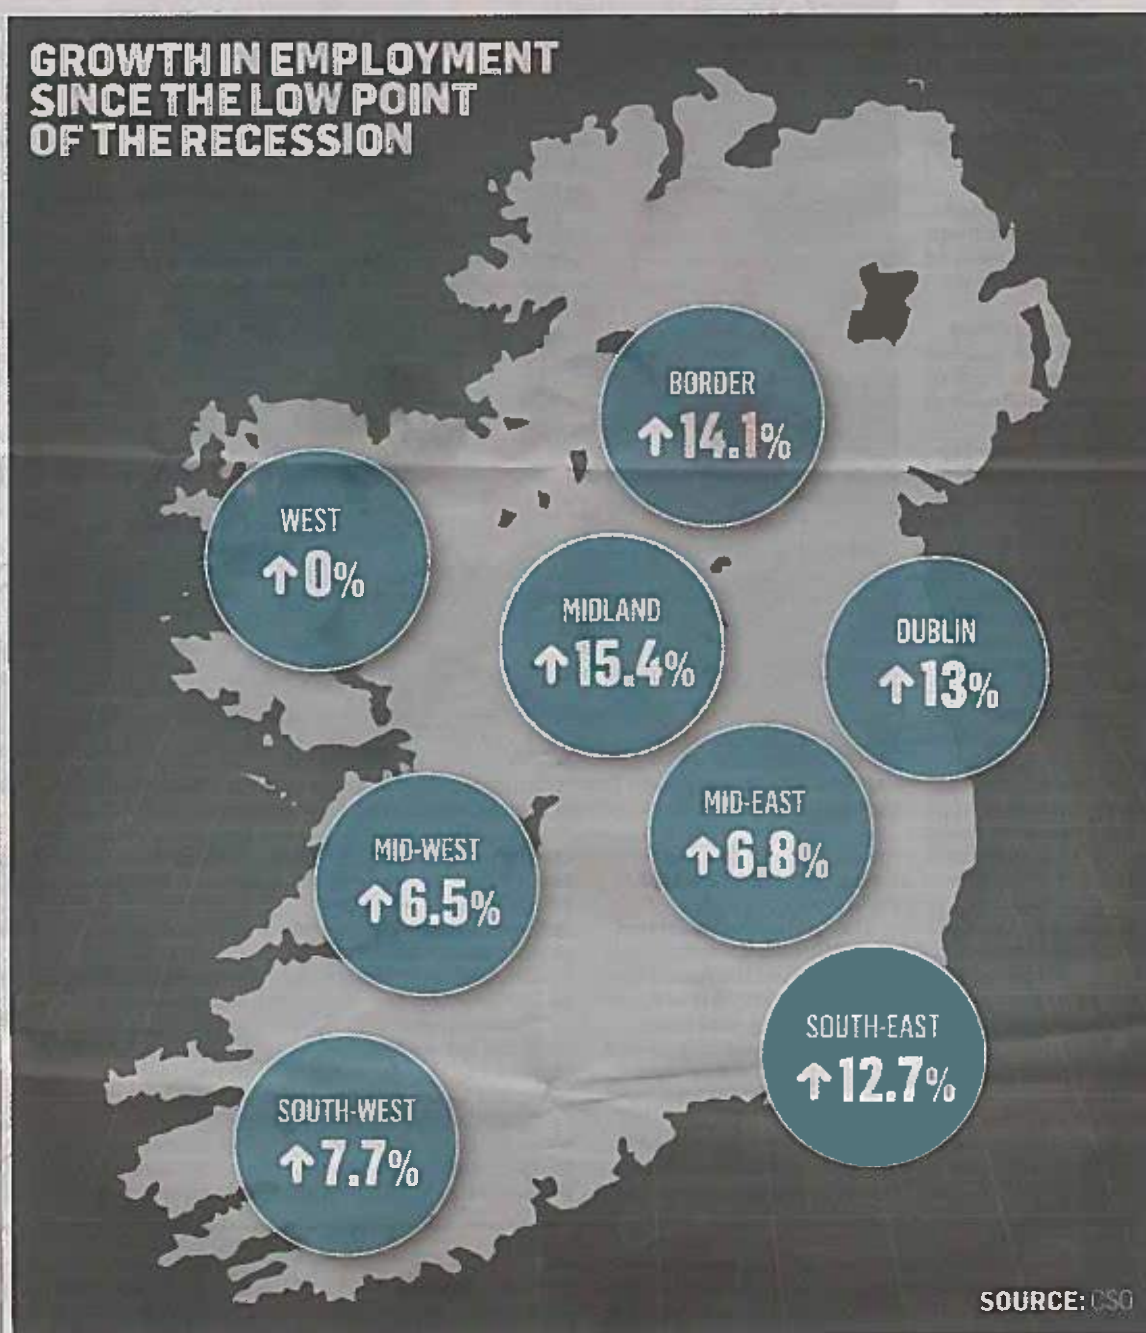 GROWTH IN EMPLOYMENT
SINCE THE LOW POINT
OF THE RECESSION
BORDER
↑14.1%
WEST
↑0%
MIDLAND
↑15.4%
DUBLIN
↑13%
MID-EAST
↑6.8%
MID-WEST
↑6.5%
SOUTH-EAST
↑12.7%
SOUTH-WEST
↑7.7%
SOURCE: CSO